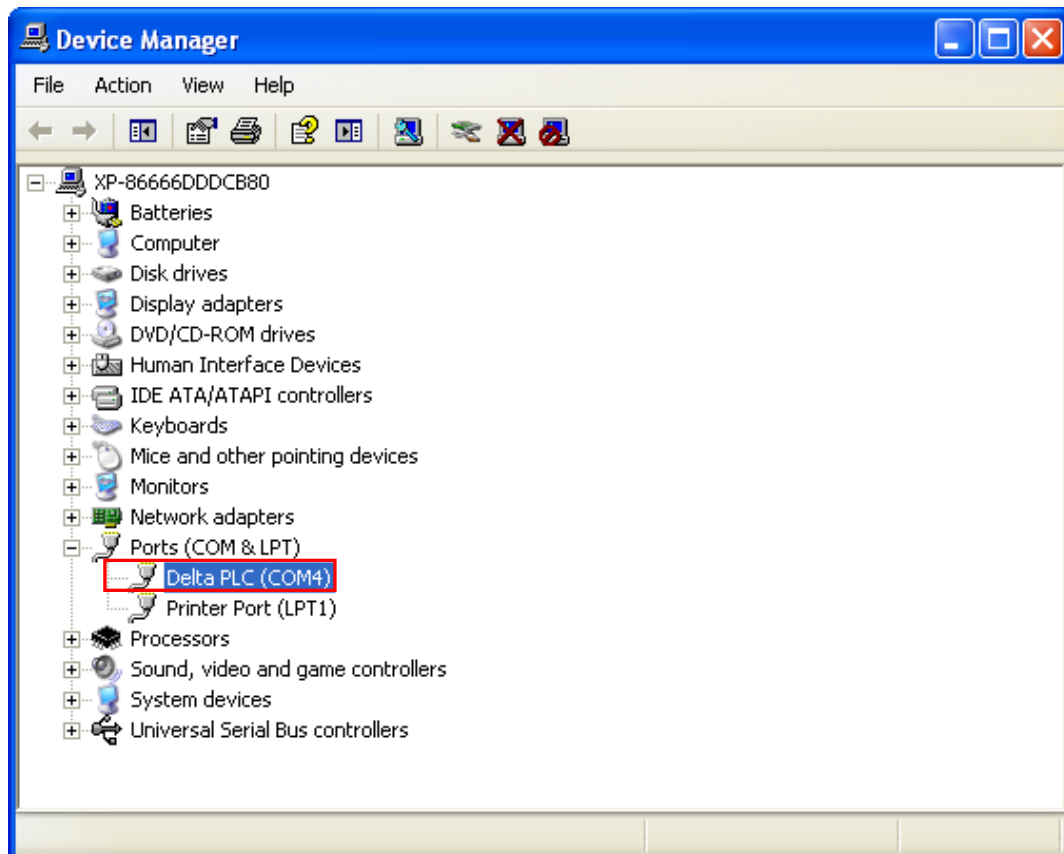 Device Manager
File Action View Help
XP-86666DDDCB80
Batteries
Computer
Disk drives
Display adapters
DVD/CD-ROM drives
Human Interface Devices
IDE ATA/ATAPI controllers
Keyboards
Mice and other pointing devices
Monitors
Network adapters
Ports (COM & LPT)
Delta PLC (COM4)
Printer Port (LPT1)
Processors
Sound, video and game controllers
System devices
Universal Serial Bus controllers